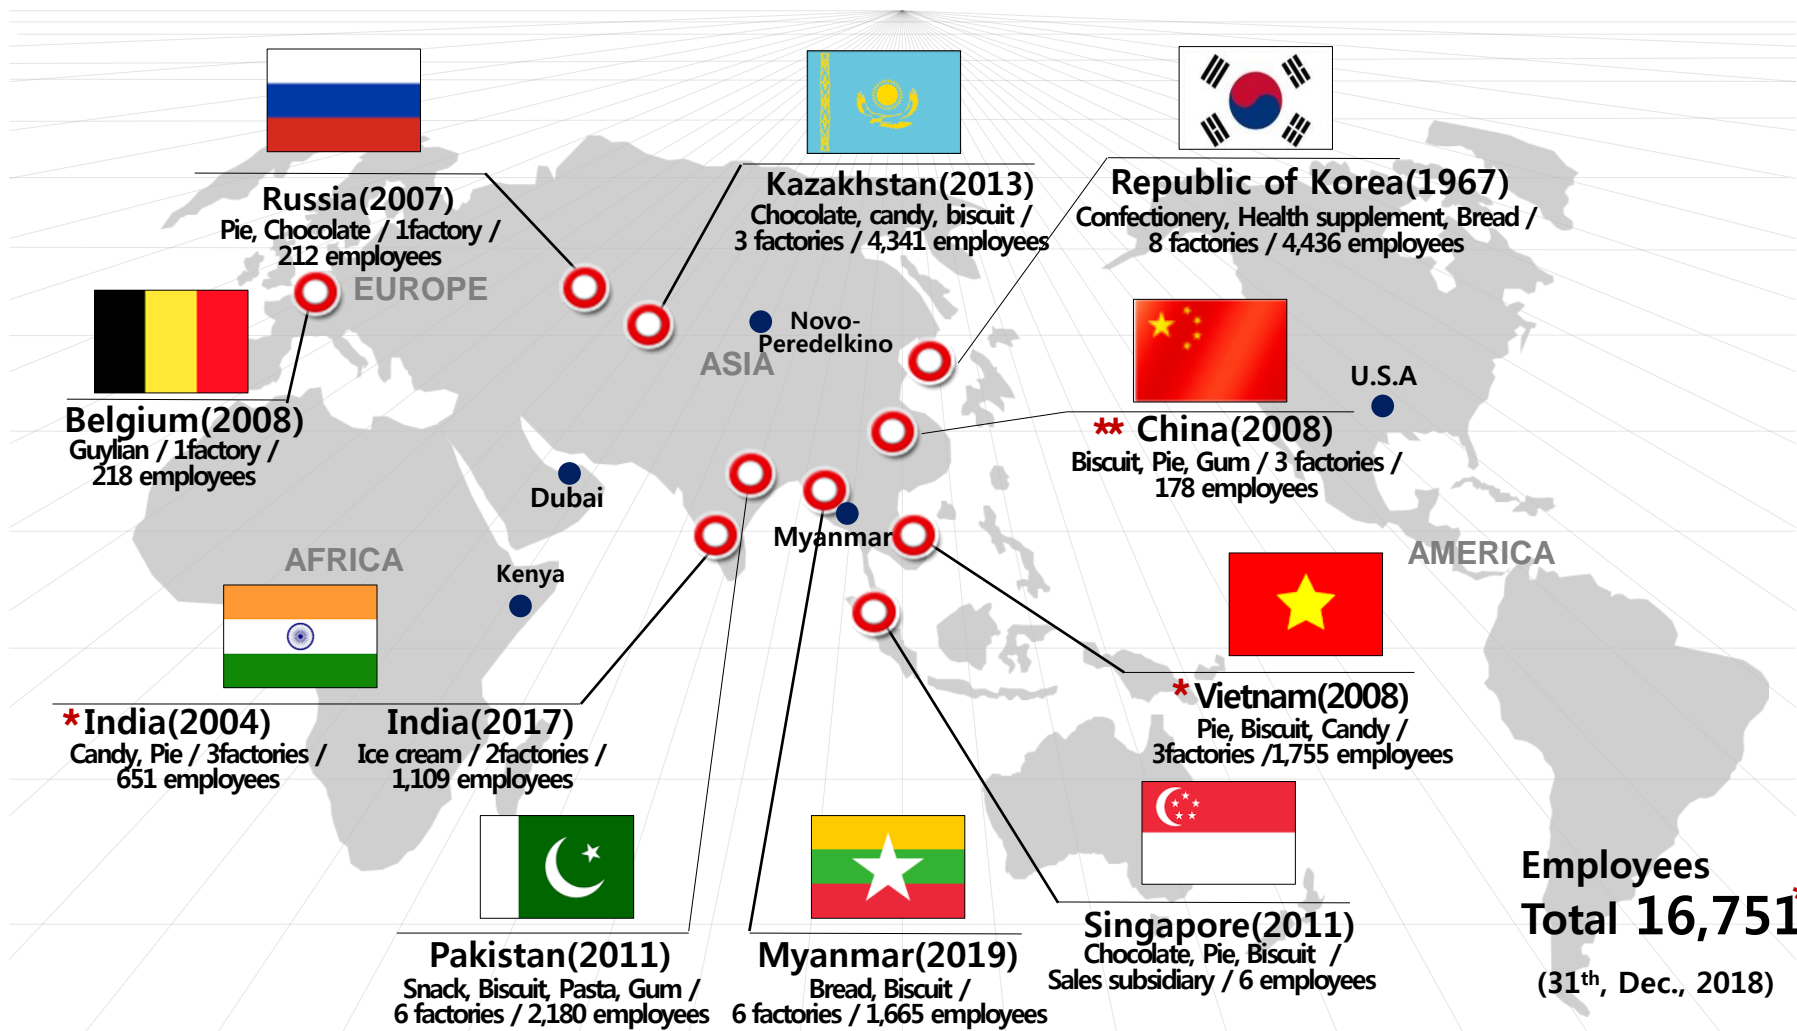 Russia(2007)
Pie, Chocolate / 1factory /
212 employees
Kazakhstan(2013)
Chocolate, candy, biscuit /
3 factories / 4,341 employees
Republic of Korea(1967)
Confectionery, Health supplement, Bread /
8 factories / 4,436 employees
EUROPE
Novo-
Peredelkino
ASIA
U.S.A
Belgium(2008)
Guylian / 1factory /
218 employees
** China(2008)
Biscuit, Pie, Gum / 3 factories /
178 employees
Dubai
Myanmar
AFRICA
AMERICA
Kenya
*India(2004)
Candy, Pie / 3factories /
651 employees
India(2017)
Ice cream / 2factories /
1,109 employees
*Vietnam(2008)
Pie, Biscuit, Candy /
3factories /1,755 employees
Pakistan(2011)
Snack, Biscuit, Pasta, Gum /
6 factories / 2,180 employees
Myanmar(2019)
Bread, Biscuit /
6 factories / 1,665 employees
Singapore(2011)
Chocolate, Pie, Biscuit /
Sales subsidiary / 6 employees
Employees
Total 16,751*
(31th, Dec., 2018)